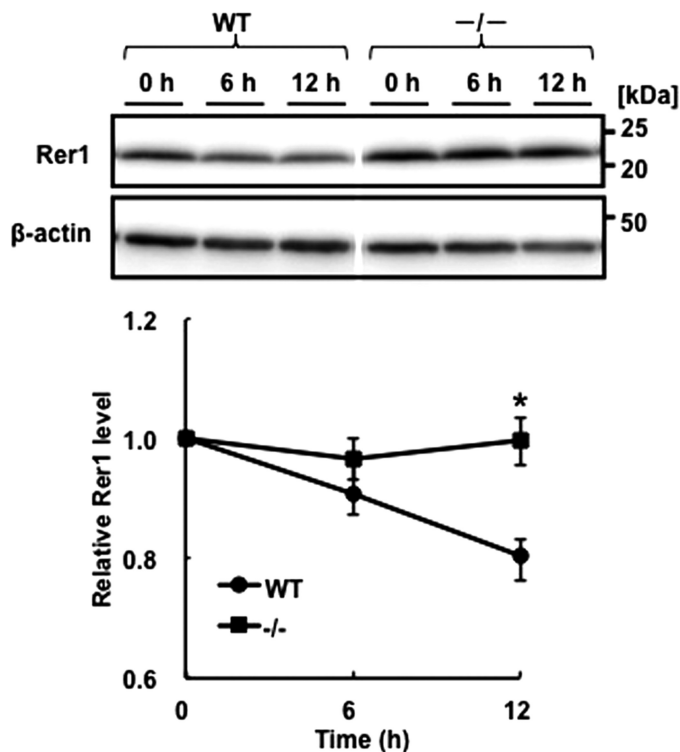 WT —/—
0 h 6 h 12 h 0 h 6 h 12 h [kDa]
Rer1 25
20
β-actin 50
1.2
1.0
0.8
0.6
Relative Rer1 level
*
WT
-/-
0 6 12
Time (h)